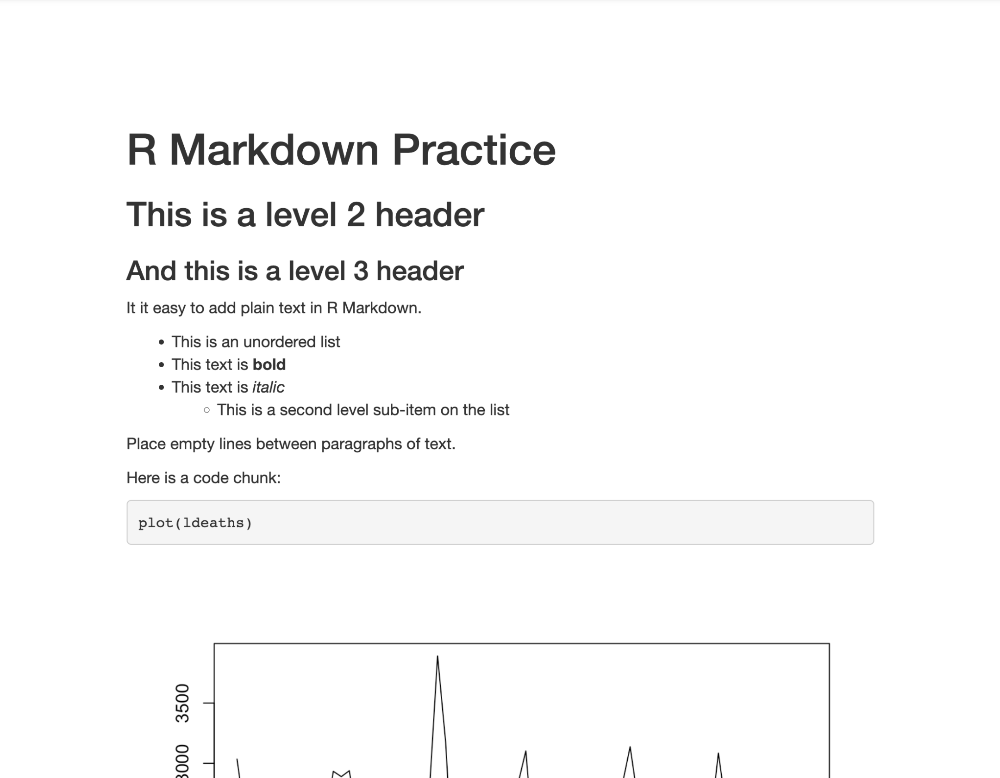 R Markdown Practice
This is a level 2 header
And this is a level 3 header
It it easy to add plain text in R Markdown.
This is an unordered list
This text is bold
This text is italic
This is a second level sub-item on the list
Place empty lines between paragraphs of text.
Here is a code chunk:
plot(ldeaths)
3500
3000